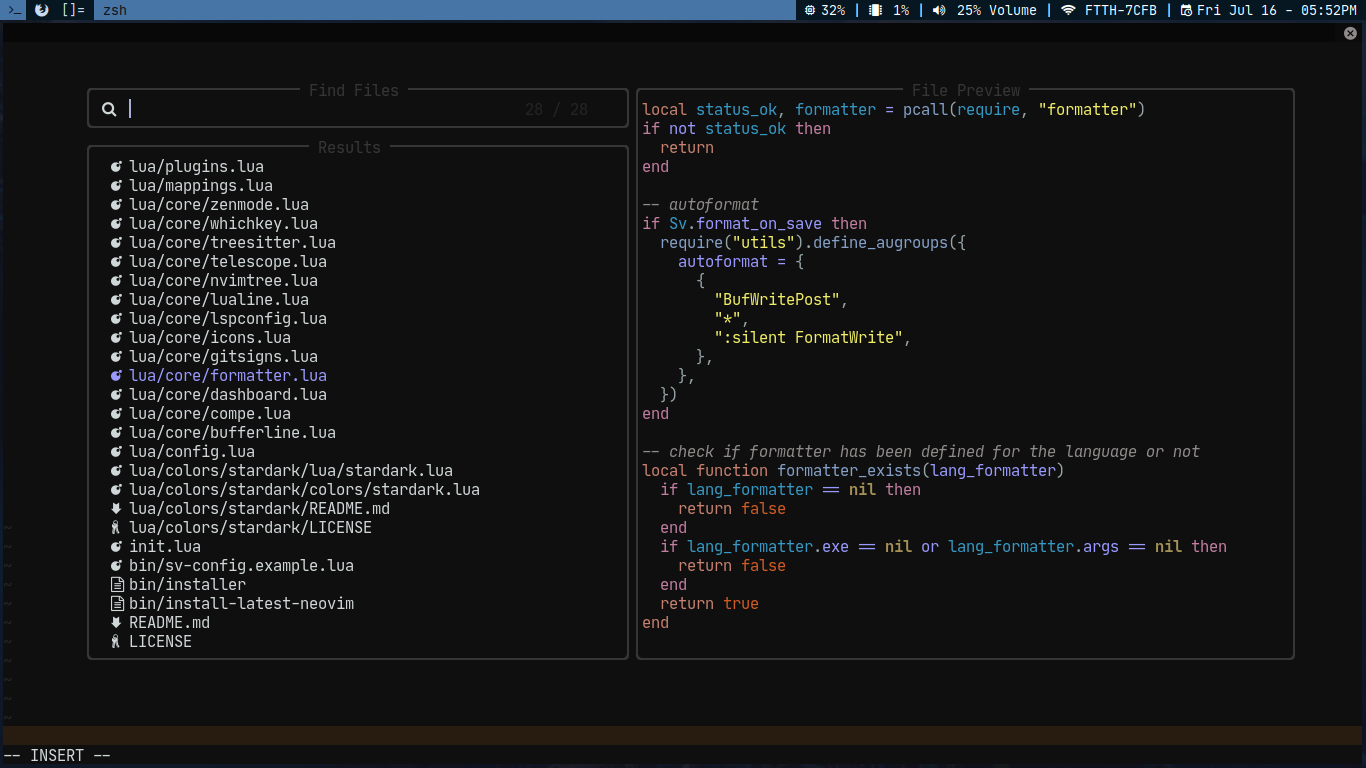 >_ []= zsh 32% | 1% | 25% Volume | FTTH-7CFB | Fri Jul 16 - 05:52PM
Find Files
28 / 28
Results
lua/plugins.lua
lua/mappings.lua
lua/core/zenmode.lua
lua/core/whichkey.lua
lua/core/treesitter.lua
lua/core/telescope.lua
lua/core/nvimtree.lua
lua/core/lualine.lua
lua/core/lspconfig.lua
lua/core/icons.lua
lua/core/gitsigns.lua
lua/core/formatter.lua
lua/core/dashboard.lua
lua/core/compe.lua
lua/core/bufferline.lua
lua/config.lua
lua/colors/stardark/lua/stardark.lua
lua/colors/stardark/colors/stardark.lua
lua/colors/stardark/README.md
lua/colors/stardark/LICENSE
init.lua
bin/sv-config.example.lua
bin/installer
bin/install-latest-neovim
README.md
LICENSE
File Preview
local status_ok, formatter = pcall(require, "formatter")
if not status_ok then
  return
end
-- autoformat
if Sv.format_on_save then
  require("utils").define_augroups({
    autoformat = {
      {
        "BufWritePost",
        "*",
        ":silent FormatWrite",
      },
    },
  })
end
-- check if formatter has been defined for the language or not
local function formatter_exists(lang_formatter)
  if lang_formatter == nil then
    return false
  end
  if lang_formatter.exe == nil or lang_formatter.args == nil then
    return false
  end
  return true
end
~
~
~
~
~
~
~
~
~
~
~
-- INSERT --